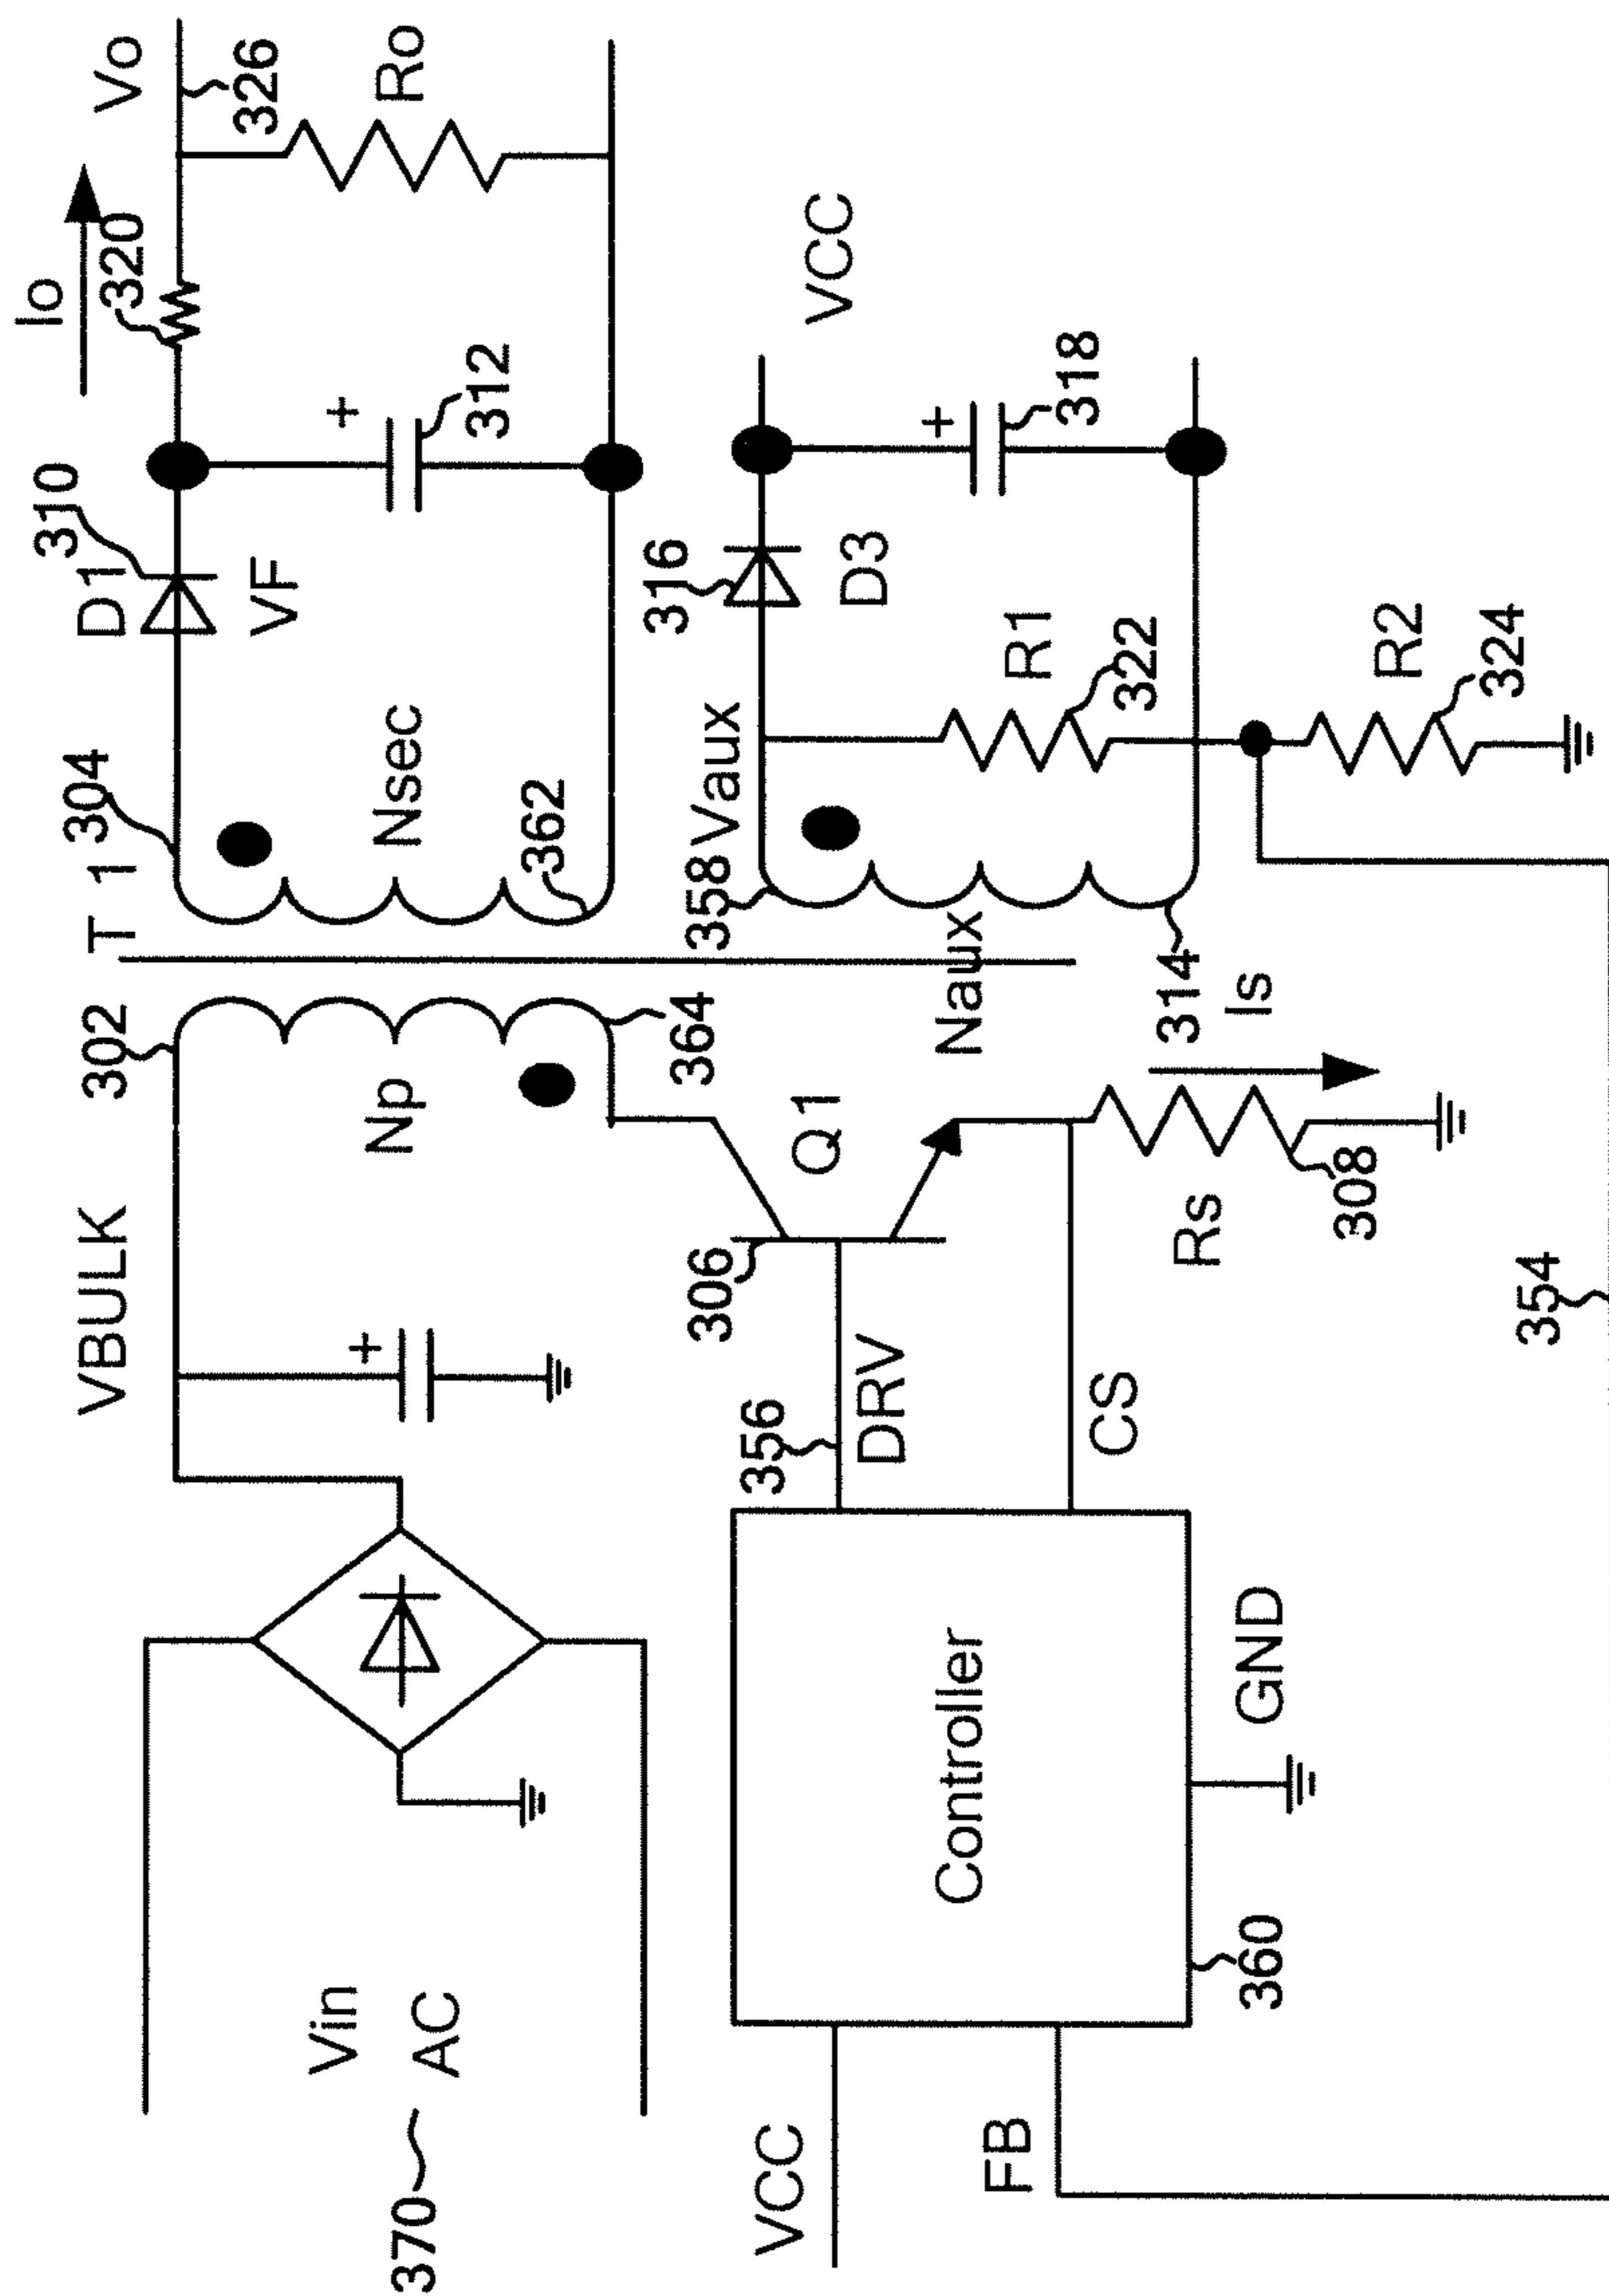 Io
Vo
320
326
Ro
310
D1
VF
312
T 1
304
Nsec
362
302
Np
364
VBULK
Vin
AC
370
316
D3
VCC
318
Vaux
358
R1
322
Naux
314
R2
324
Q1
306
Is
Rs
308
356
DRV
CS
Controller
GND
360
VCC
FB
354